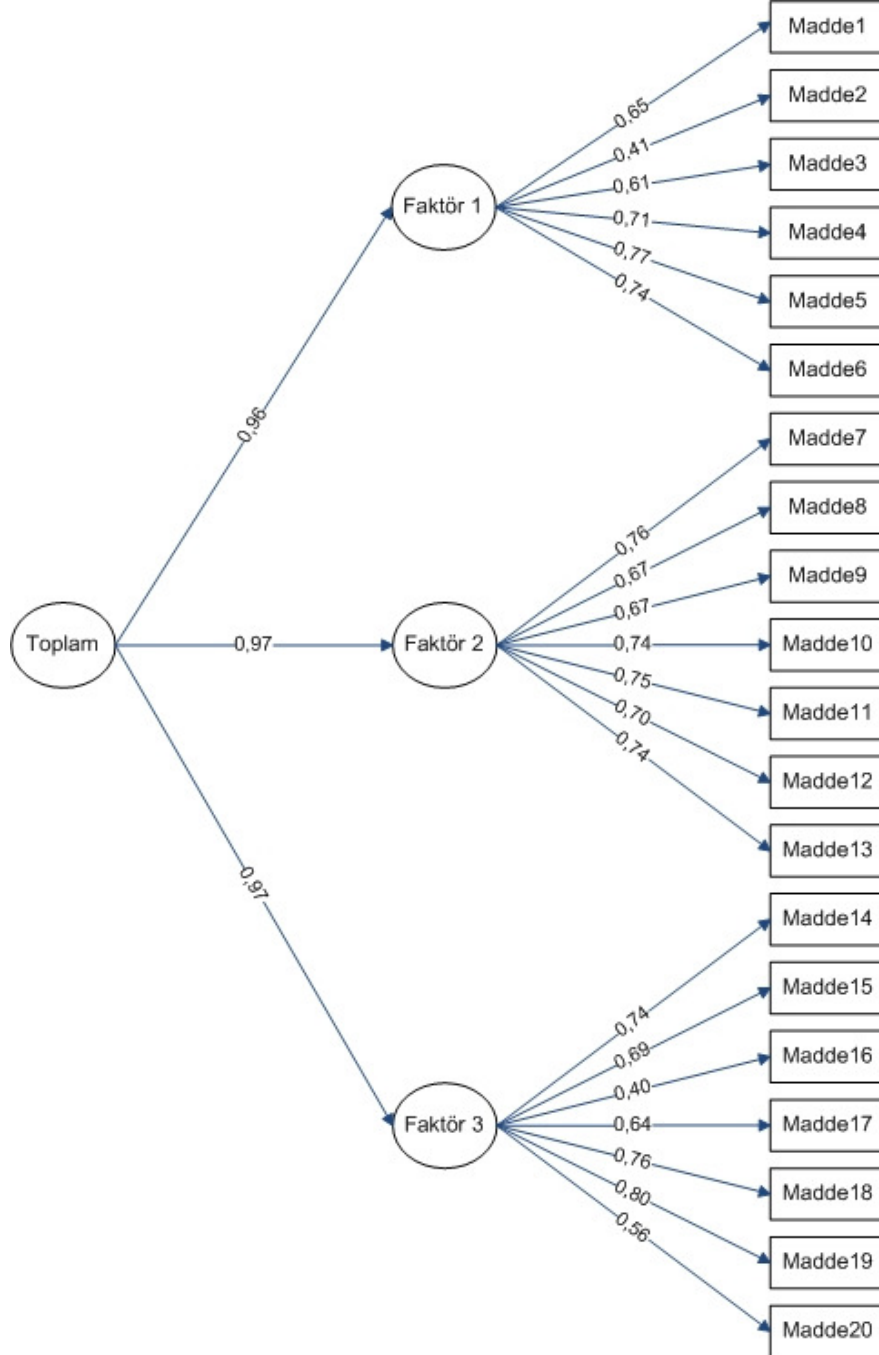 Madde1
0,65
Madde2
0,41
Faktör 1
Madde3
0,61
Madde4
0,71
Madde5
0,77
Madde6
0,74
0,96
Madde7
0,76
Madde8
0,67
Madde9
0,67
Toplam
0,97
Faktör 2
0,74
Madde10
0,75
Madde11
0,70
Madde12
0,74
Madde13
0,97
Madde14
0,74
Madde15
0,69
Madde16
0,40
Faktör 3
0,64
Madde17
0,76
Madde18
0,80
Madde19
0,56
Madde20